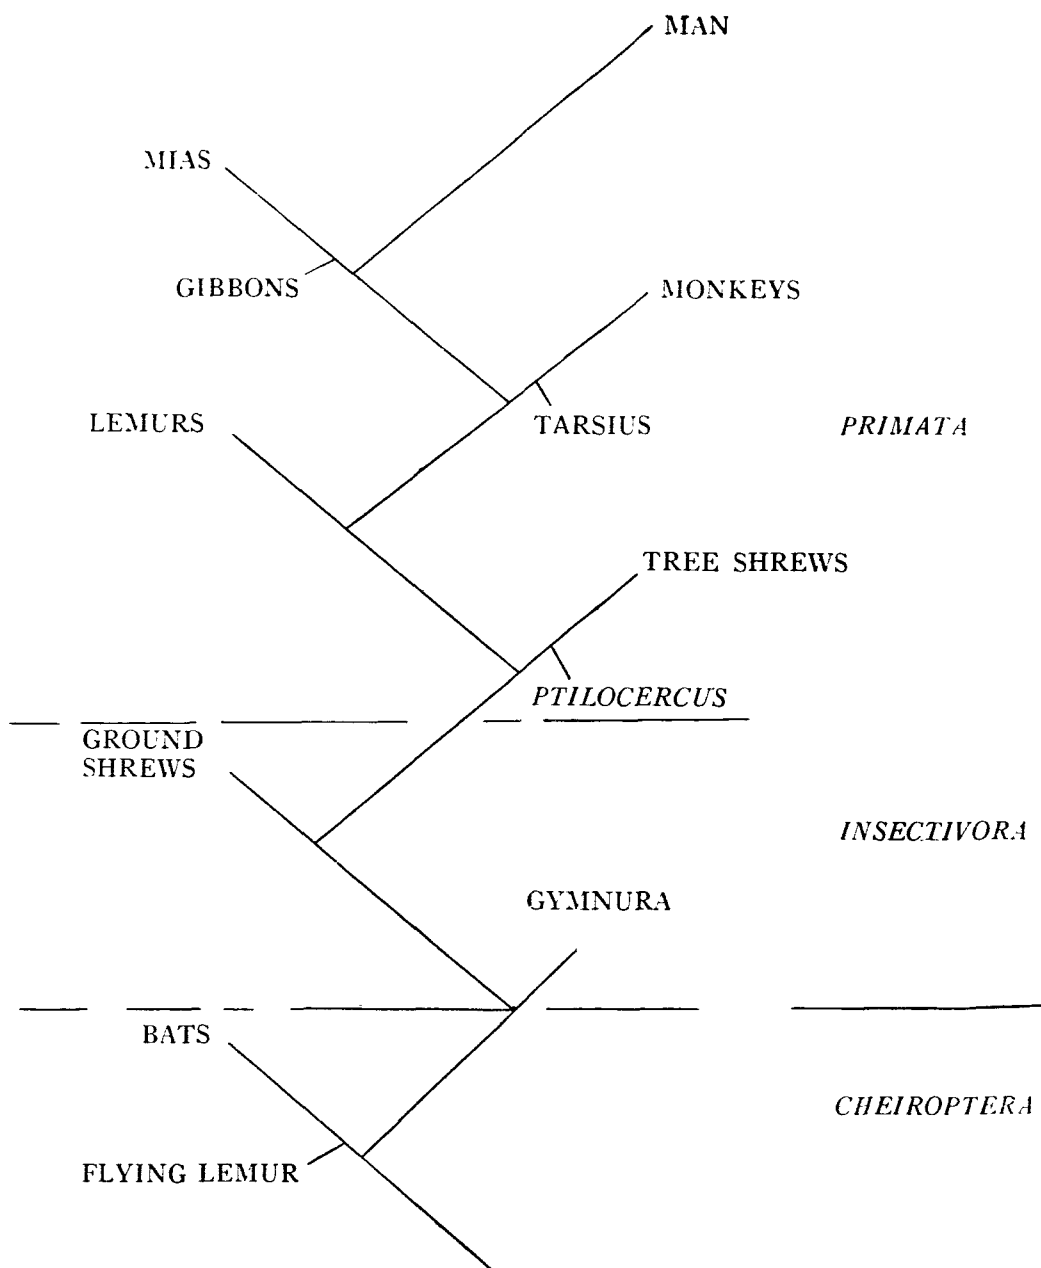 MAN
MIAS
GIBBONS
MONKEYS
LEMURS
TARSIUS
PRIMATA
TREE SHREWS
PTILOCERCUS
GROUND
SHREWS
INSECTIVORA
GYMNURA
BATS
CHEIROPTERA
FLYING LEMUR